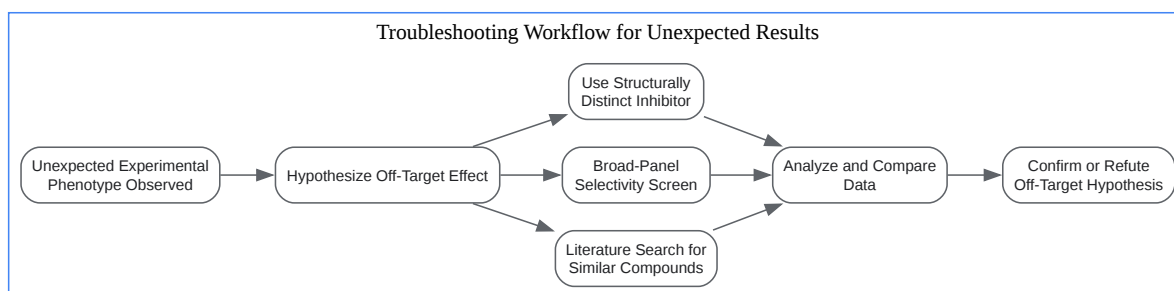 Troubleshooting Workflow for Unexpected Results
Unexpected Experimental
Phenotype Observed
Hypothesize Off-Target Effect
Use Structurally
Distinct Inhibitor
Broad-Panel
Selectivity Screen
Literature Search for
Similar Compounds
Analyze and Compare
Data
Confirm or Refute
Off-Target Hypothesis